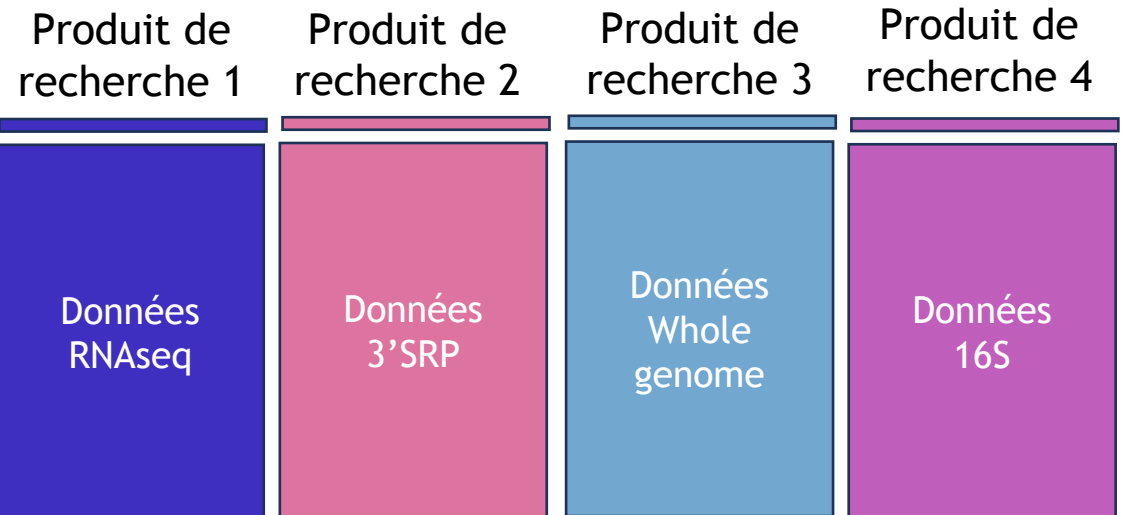 Produit de
recherche 1
Produit de
recherche 2
Produit de
recherche 3
Produit de
recherche 4
Données
RNAseq
Données
3’SRP
Données
Whole
genome
Données
16S